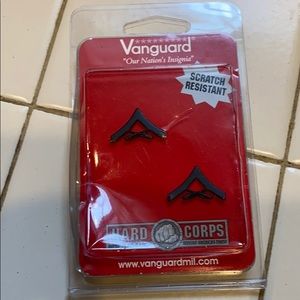 Vanguard
"Our Nation's Insignia"
SCRATCH
RESISTANT
HARD CORPS
www.vanguardmil.com